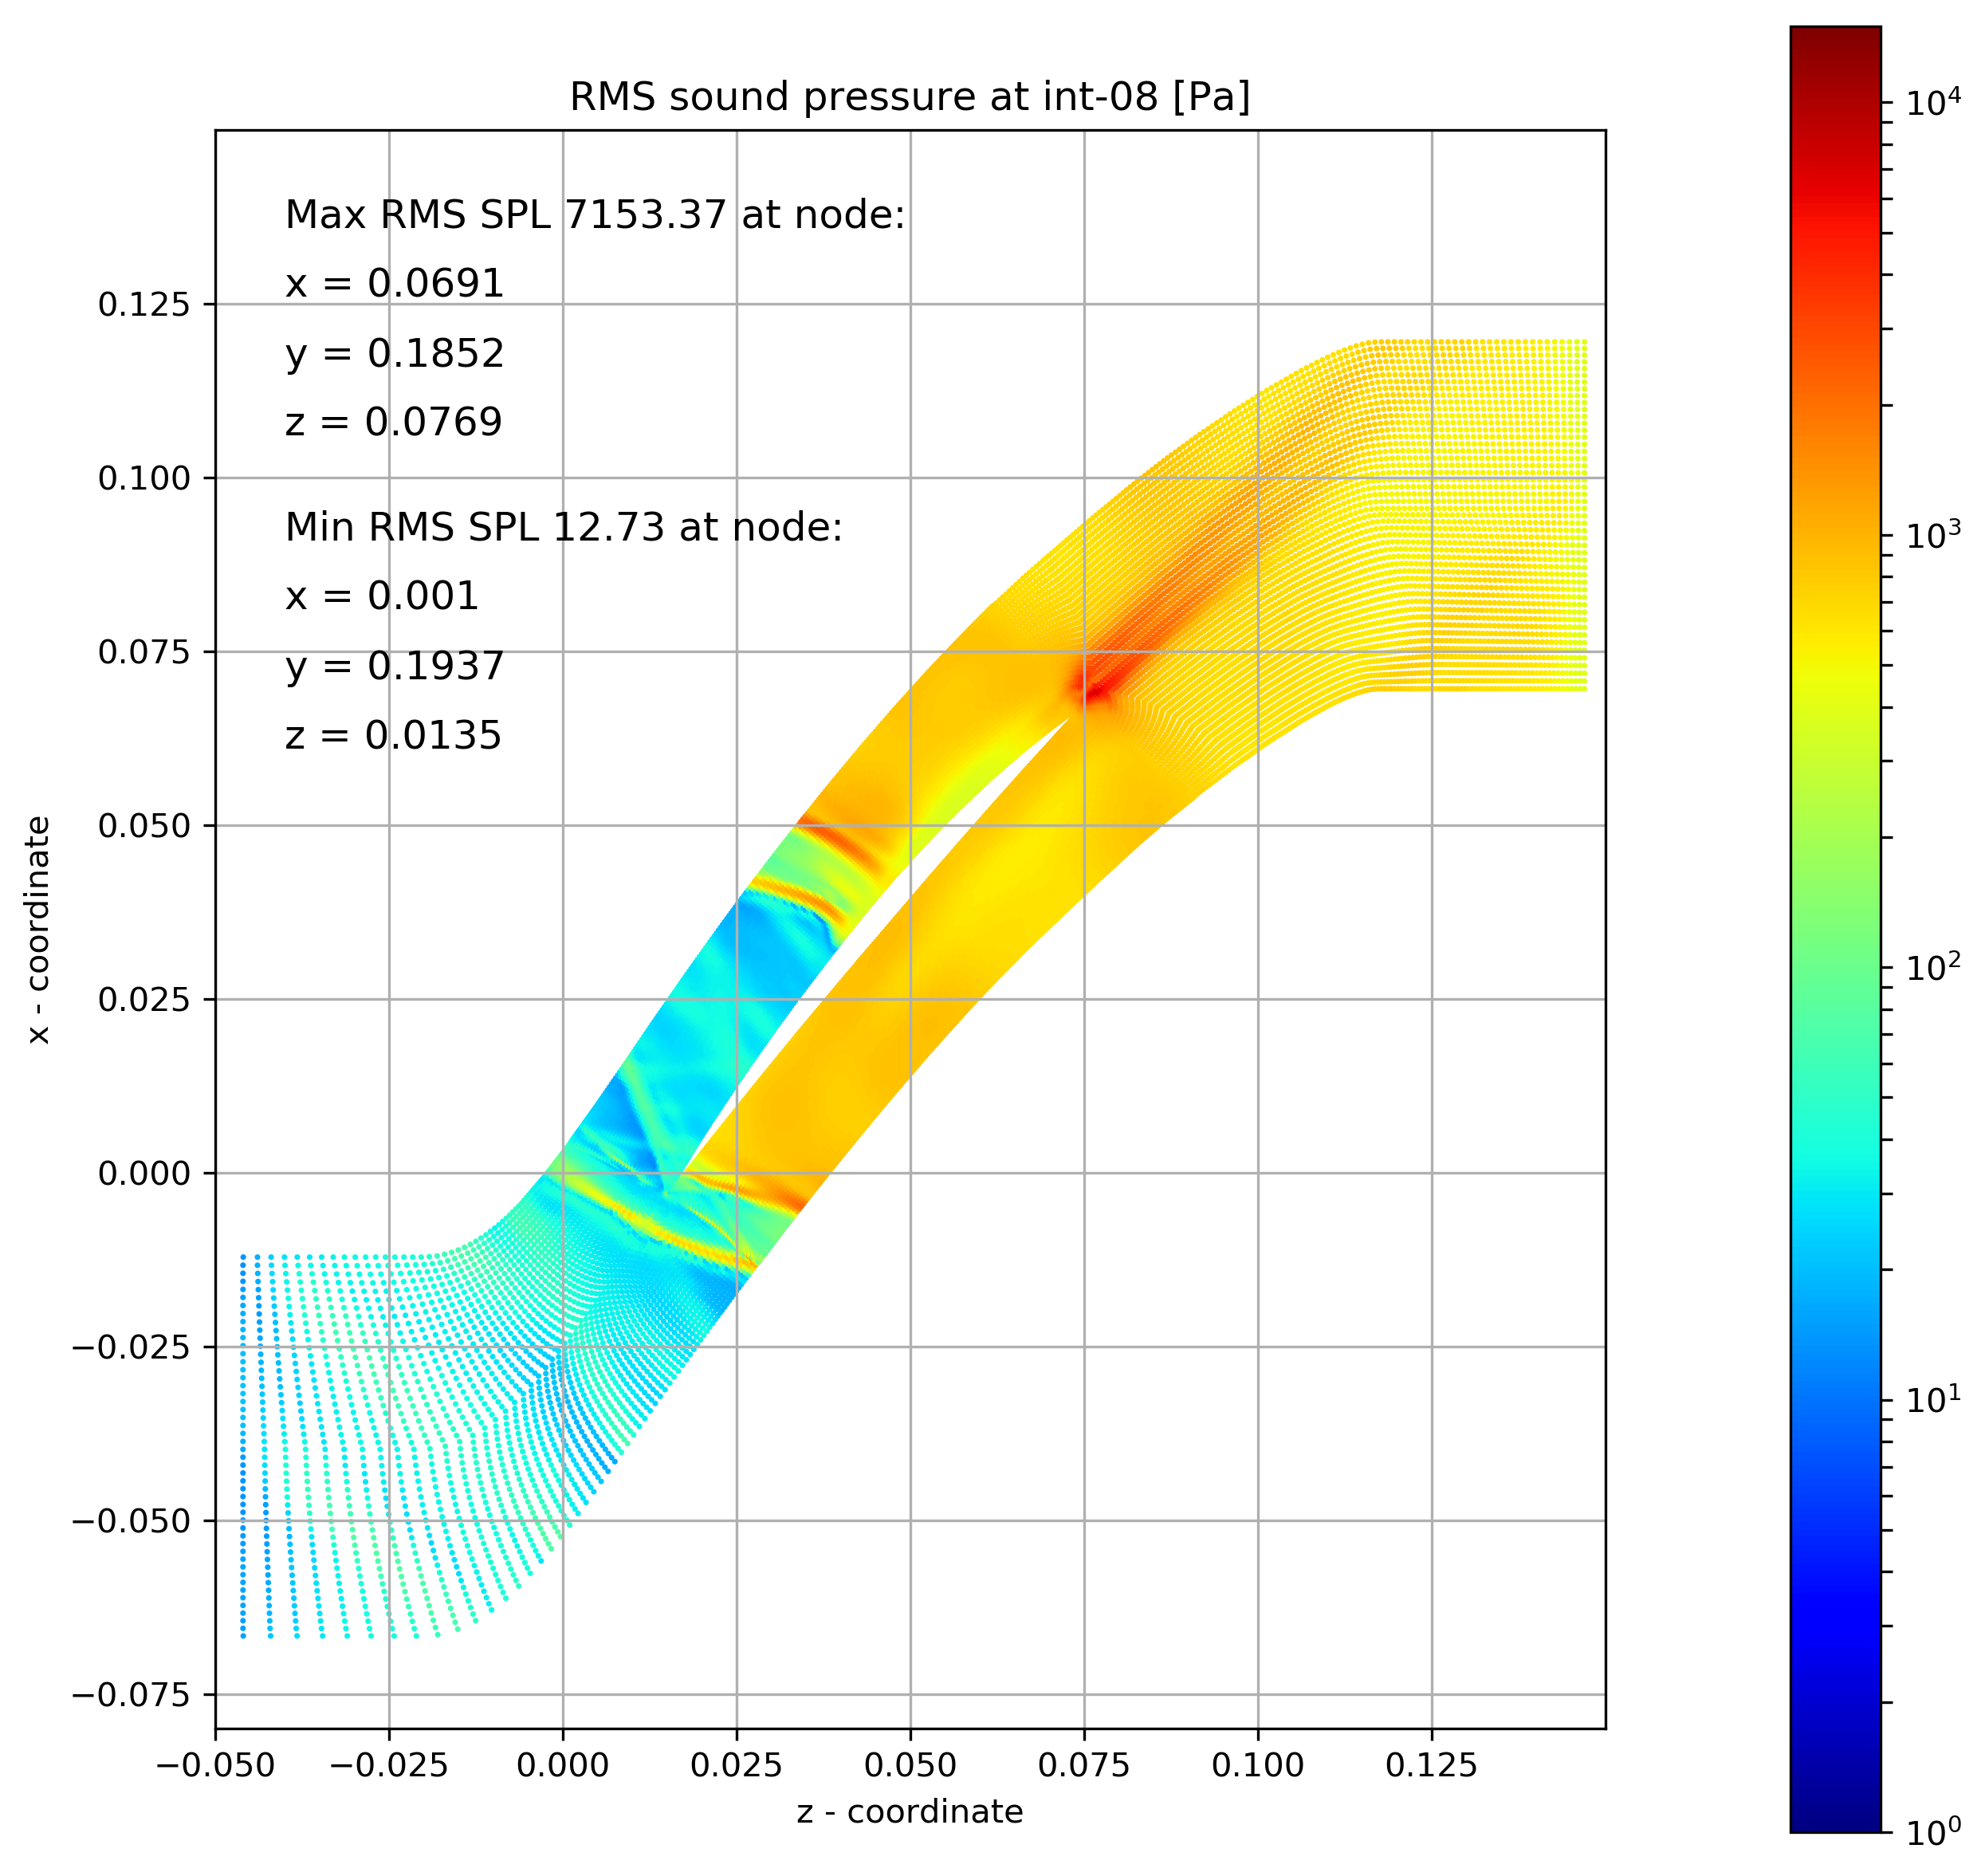 RMS sound pressure at int-08 [Pa]
Max RMS SPL 7153.37 at node:
x = 0.0691
y = 0.1852
z = 0.0769
Min RMS SPL 12.73 at node:
x = 0.001
y = 0.1937
z = 0.0135
x - coordinate
0.125
0.100
0.075
0.050
0.025
0.000
−0.025
−0.050
−0.075
−0.050 −0.025 0.000 0.025 0.050 0.075 0.100 0.125
z - coordinate
10⁴
10³
10²
10¹
10⁰